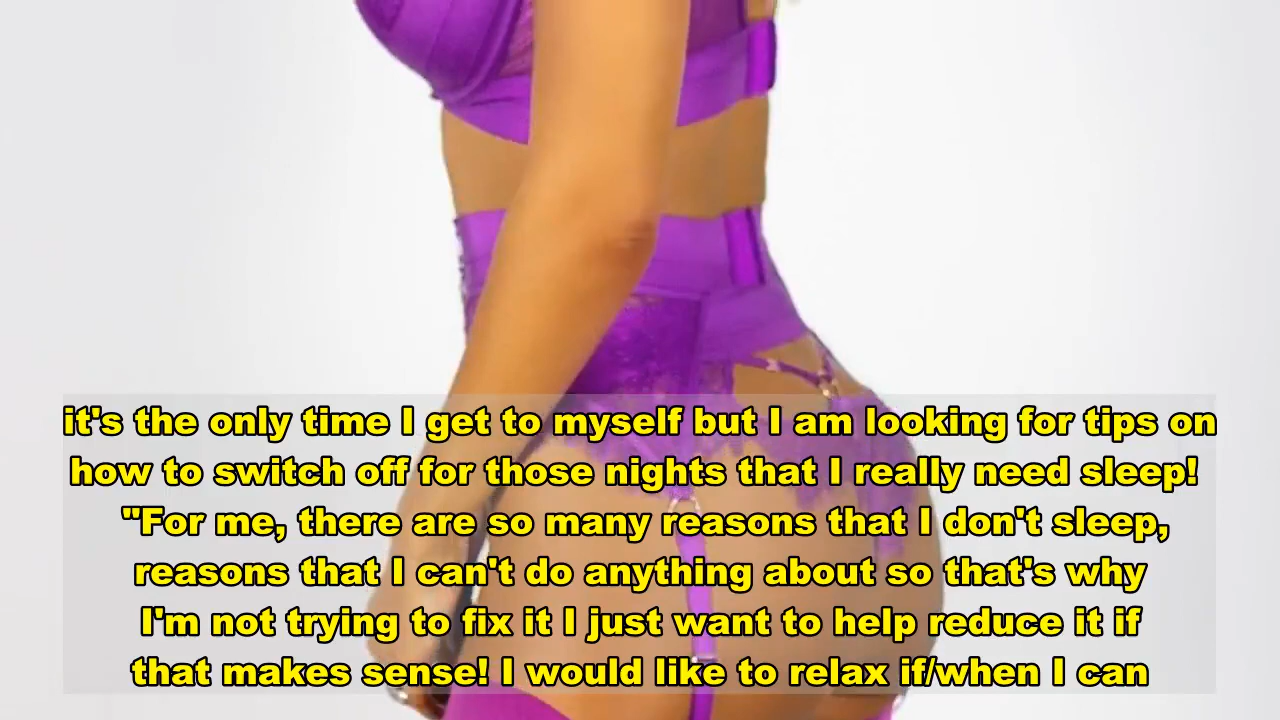 it's the only time I get to myself but I am looking for tips on
how to switch off for those nights that I really need sleep!
"For me, there are so many reasons that I don't sleep,
reasons that I can't do anything about so that's why
I'm not trying to fix it I just want to help reduce it if
that makes sense! I would like to relax if/when I can